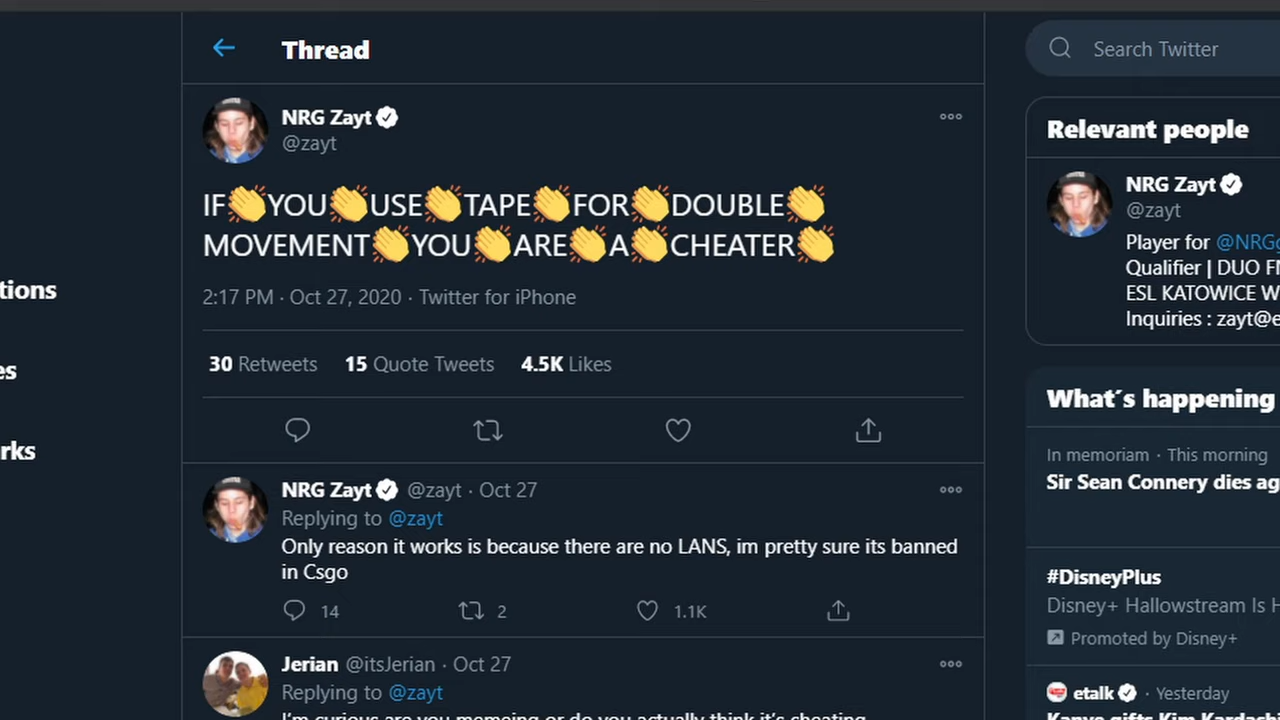 Thread
Search Twitter
NRG Zayt
@zayt
IF👏YOU👏USE👏TAPE👏FOR👏DOUBLE👏
MOVEMENT👏YOU👏ARE👏A👏CHEATER👏
2:17 PM · Oct 27, 2020 · Twitter for iPhone
30 Retweets 15 Quote Tweets 4.5K Likes
NRG Zayt @zayt · Oct 27
Replying to @zayt
Only reason it works is because there are no LANS, im pretty sure its banned
in Csgo
14 2 1.1K
Jerian @itsJerian · Oct 27
Replying to @zayt
I'm curious are you memeing or do you actually think it's cheating
tions
es
rks
Relevant people
NRG Zayt
@zayt
Player for @NRG
Qualifier | DUO F
ESL KATOWICE W
Inquiries : zayt@e
What´s happening
In memoriam · This morning
Sir Sean Connery dies ag
#DisneyPlus
Disney+ Hallowstream Is H
Promoted by Disney+
etalk · Yesterday
Kanye gifts Kim Kardash